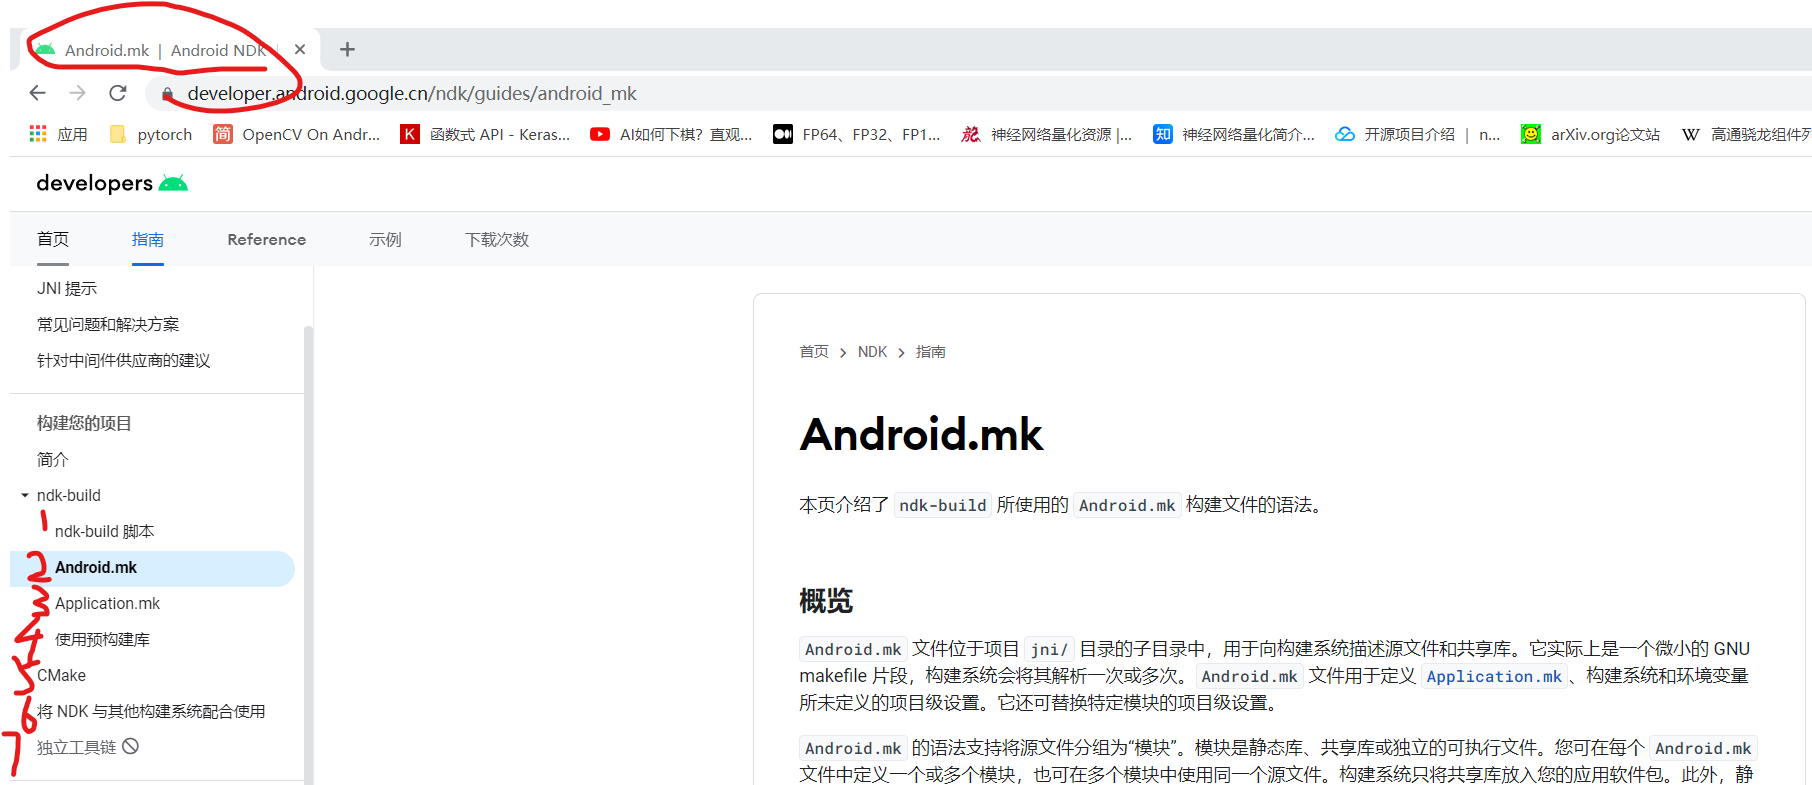 Android.mk | Android NDK
developer.android.google.cn/ndk/guides/android_mk
应用 pytorch 简 OpenCV On Andr... K 函数式 API - Keras... AI如何下棋？直观... FP64、FP32、FP1... 神经网络量化资源 |... 知 神经网络量化简介... 开源项目介绍 | n... arXiv.org论文站 W 高通骁龙组件列
developers
首页 指南 Reference 示例 下载次数
JNI 提示
常见问题和解决方案
针对中间件供应商的建议
构建您的项目
简介
ndk-build
1 ndk-build 脚本
2 Android.mk
3 Application.mk
4 使用预构建库
5 CMake
6 将 NDK 与其他构建系统配合使用
7 独立工具链
首页 > NDK > 指南
Android.mk
本页介绍了 ndk-build 所使用的 Android.mk 构建文件的语法。
概览
Android.mk 文件位于项目 jni/ 目录的子目录中，用于向构建系统描述源文件和共享库。它实际上是一个微小的 GNU
makefile 片段，构建系统会将其解析一次或多次。Android.mk 文件用于定义 Application.mk、构建系统和环境变量
所未定义的项目级设置。它还可替换特定模块的项目级设置。
Android.mk 的语法支持将源文件分组为“模块”。模块是静态库、共享库或独立的可执行文件。您可在每个 Android.mk
文件中定义一个或多个模块，也可在多个模块中使用同一个源文件。构建系统只将共享库放入您的应用软件包。此外，静